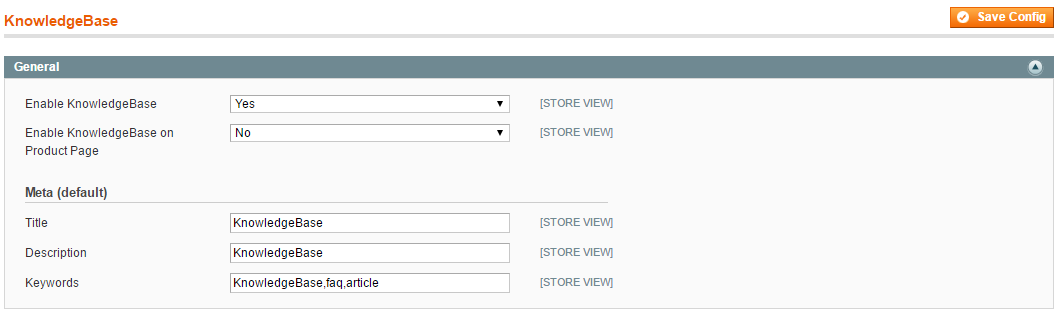 KnowledgeBase
Save Config
General
Enable KnowledgeBase Yes [STORE VIEW]
Enable KnowledgeBase on No [STORE VIEW]
Product Page
Meta (default)
Title KnowledgeBase [STORE VIEW]
Description KnowledgeBase [STORE VIEW]
Keywords KnowledgeBase,faq,article [STORE VIEW]